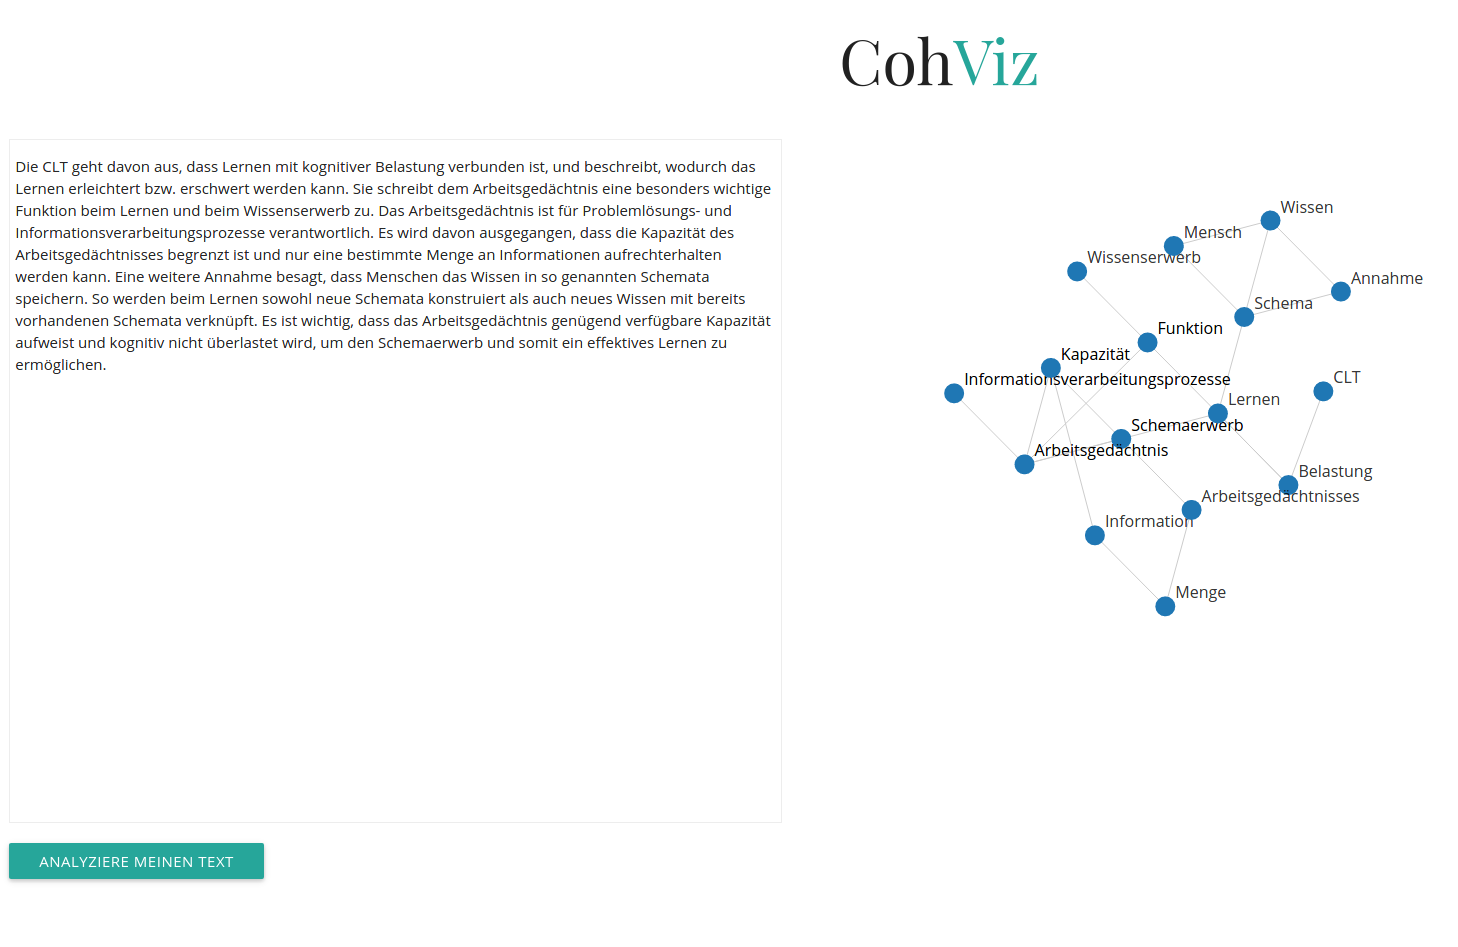 CohViz
Die CLT geht davon aus, dass Lernen mit kognitiver Belastung verbunden ist, und beschreibt, wodurch das
Lernen erleichtert bzw. erschwert werden kann. Sie schreibt dem Arbeitsgedächtnis eine besonders wichtige
Funktion beim Lernen und beim Wissenserwerb zu. Das Arbeitsgedächtnis ist für Problemlösungs- und
Informationsverarbeitungsprozesse verantwortlich. Es wird davon ausgegangen, dass die Kapazität des
Arbeitsgedächtnisses begrenzt ist und nur eine bestimmte Menge an Informationen aufrechterhalten
werden kann. Eine weitere Annahme besagt, dass Menschen das Wissen in so genannten Schemata
speichern. So werden beim Lernen sowohl neue Schemata konstruiert als auch neues Wissen mit bereits
vorhandenen Schemata verknüpft. Es ist wichtig, dass das Arbeitsgedächtnis genügend verfügbare Kapazität
aufweist und kognitiv nicht überlastet wird, um den Schemaerwerb und somit ein effektives Lernen zu
ermöglichen.
ANALYZIERE MEINEN TEXT
Wissen
Mensch
Wissenserwerb
Annahme
Schema
Funktion
Kapazität
Informationsverarbeitungsprozesse
CLT
Lernen
Schemaerwerb
Arbeitsgedächtnis
Belastung
Arbeitsgedächtnisses
Information
Menge